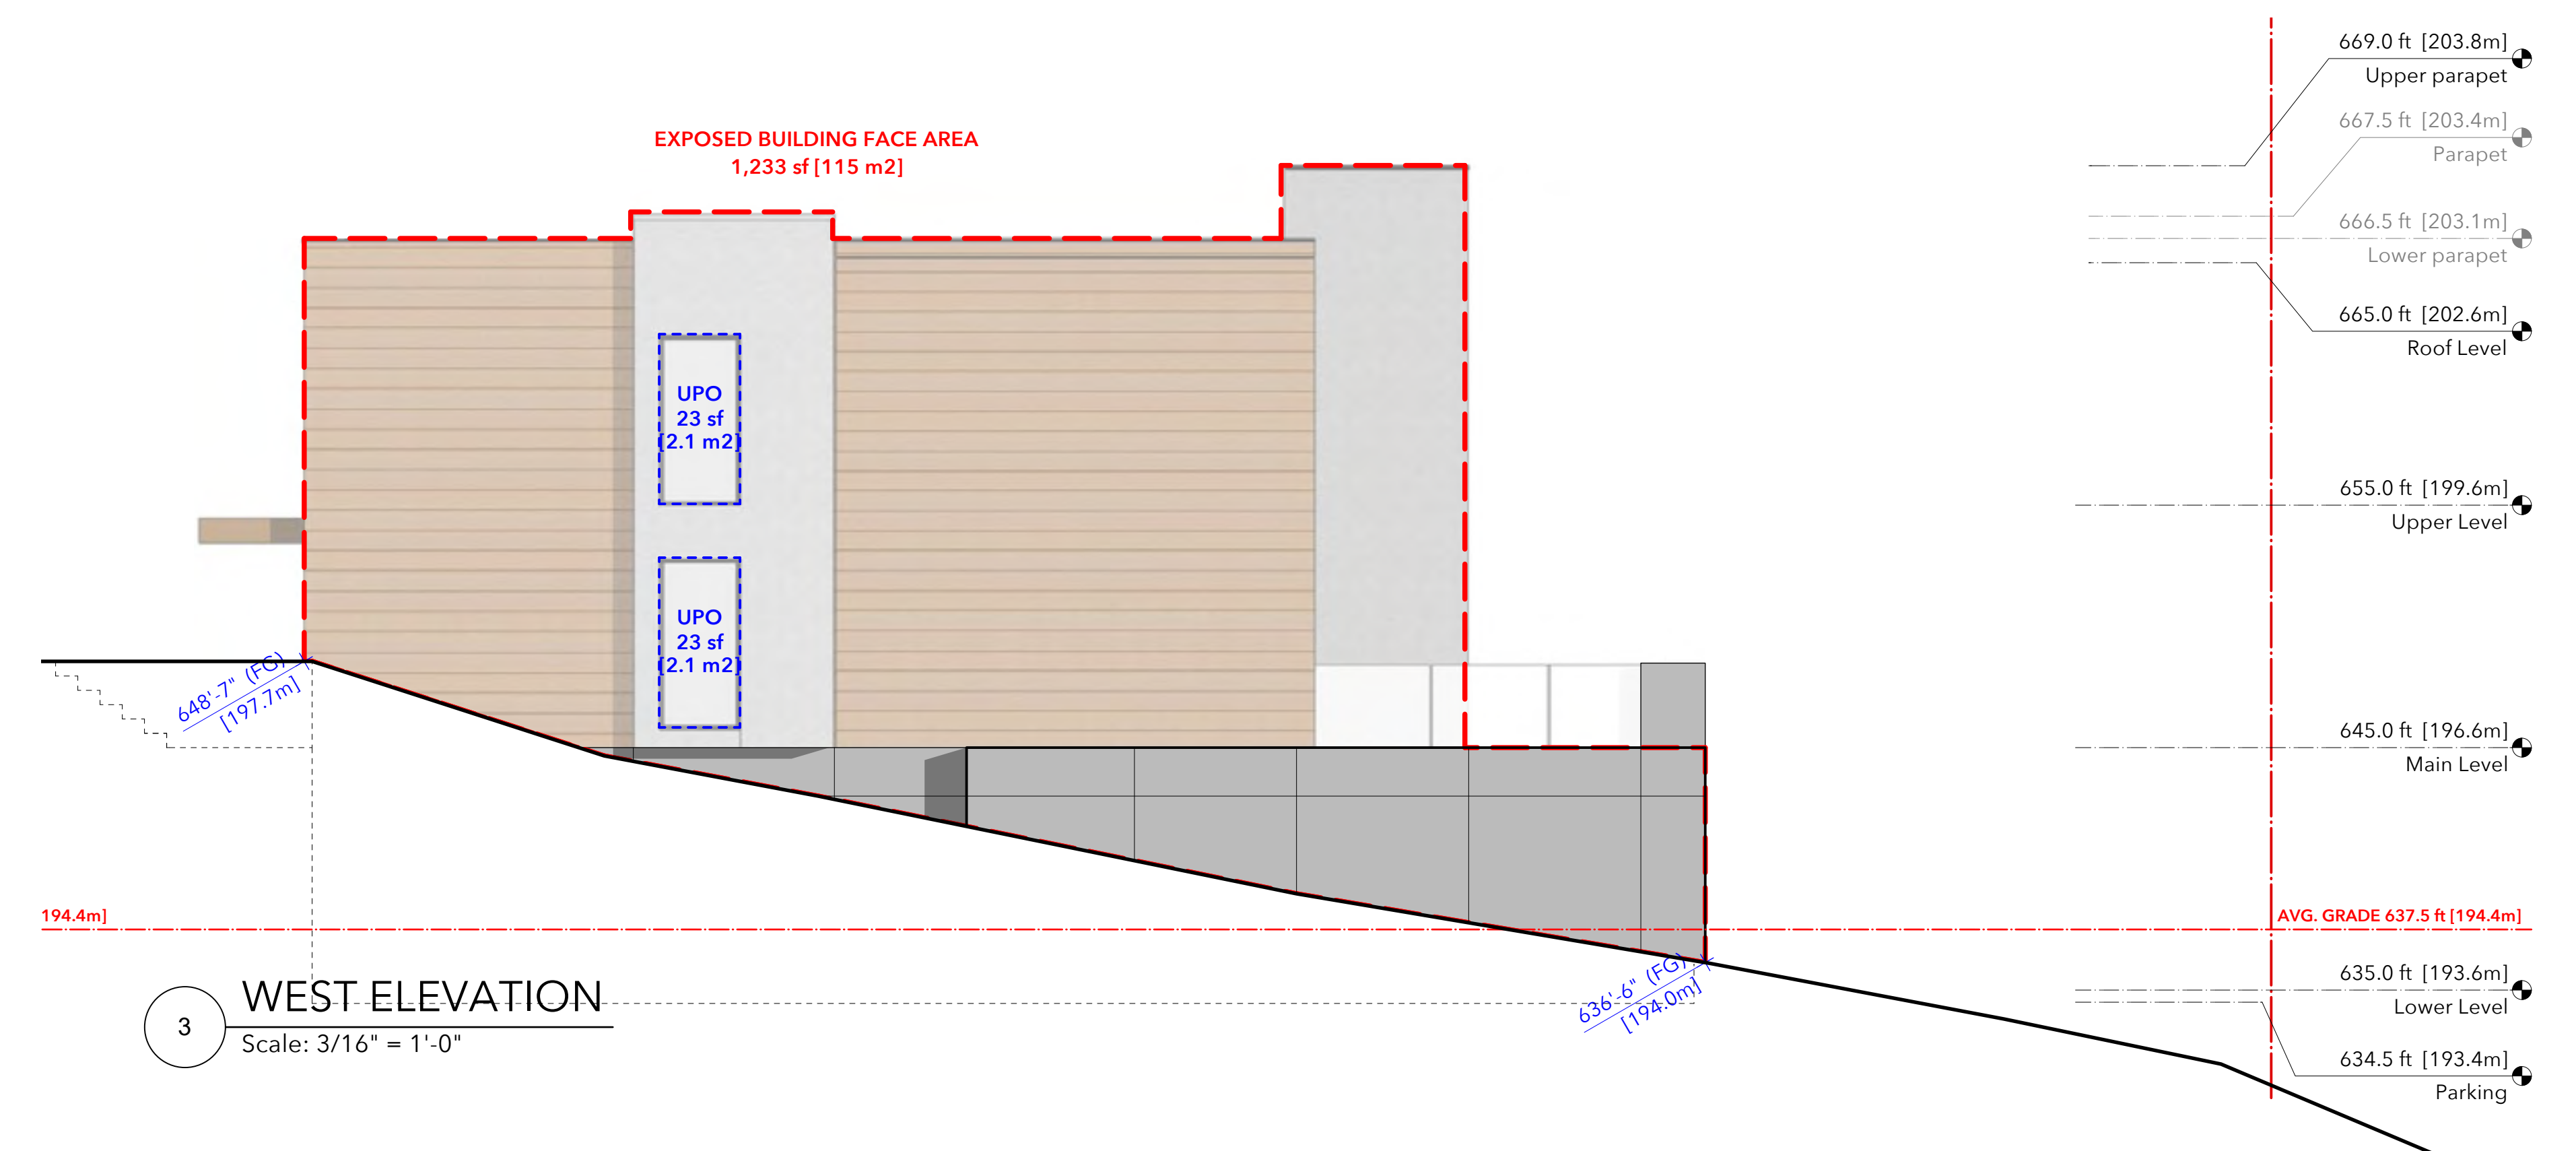 669.0 ft [203.8m]
Upper parapet
667.5 ft [203.4m]
Parapet
666.5 ft [203.1m]
Lower parapet
665.0 ft [202.6m]
Roof Level
EXPOSED BUILDING FACE AREA
1,233 sf [115 m2]
UPO
23 sf
[2.1 m2]
655.0 ft [199.6m]
Upper Level
UPO
23 sf
[2.1 m2]
648'-7" (FG)
[197.7m]
645.0 ft [196.6m]
Main Level
194.4m]
AVG. GRADE 637.5 ft [194.4m]
636'-6" (FG)
[194.0m]
635.0 ft [193.6m]
Lower Level
634.5 ft [193.4m]
Parking
3
WEST ELEVATION
Scale: 3/16" = 1'-0"